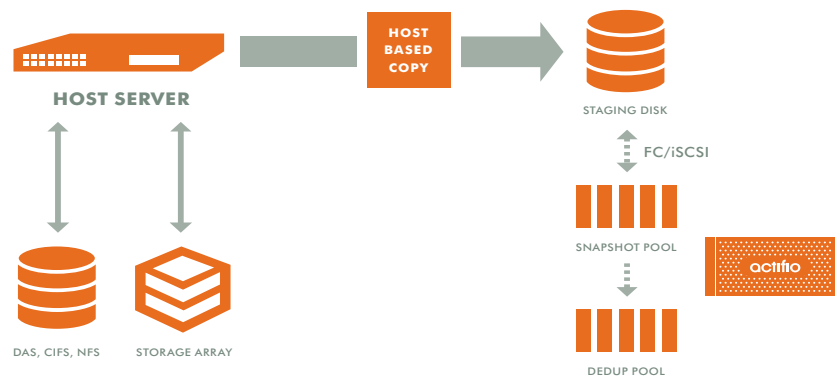 HOST
BASED
COPY
HOST SERVER
STAGING DISK
FC/iSCSI
SNAPSHOT POOL
actifio
DAS, CIFS, NFS
STORAGE ARRAY
DEDUP POOL